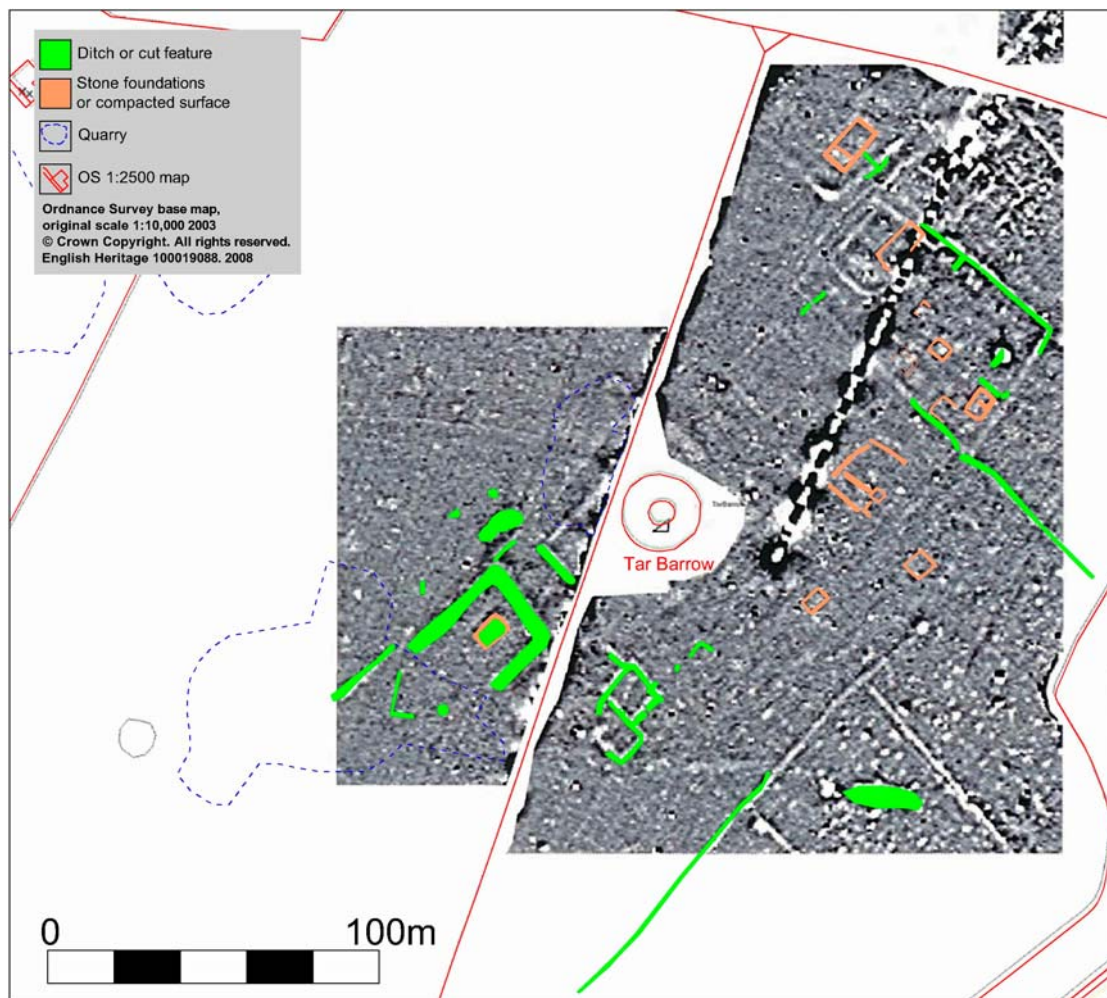 Ditch or cut feature
Stone foundations
or compacted surface
Quarry
OS 1:2500 map
Ordnance Survey base map,
original scale 1:10,000 2003
© Crown Copyright. All rights reserved.
English Heritage 100019088. 2008
TarBarrow
Tar Barrow
0 100m